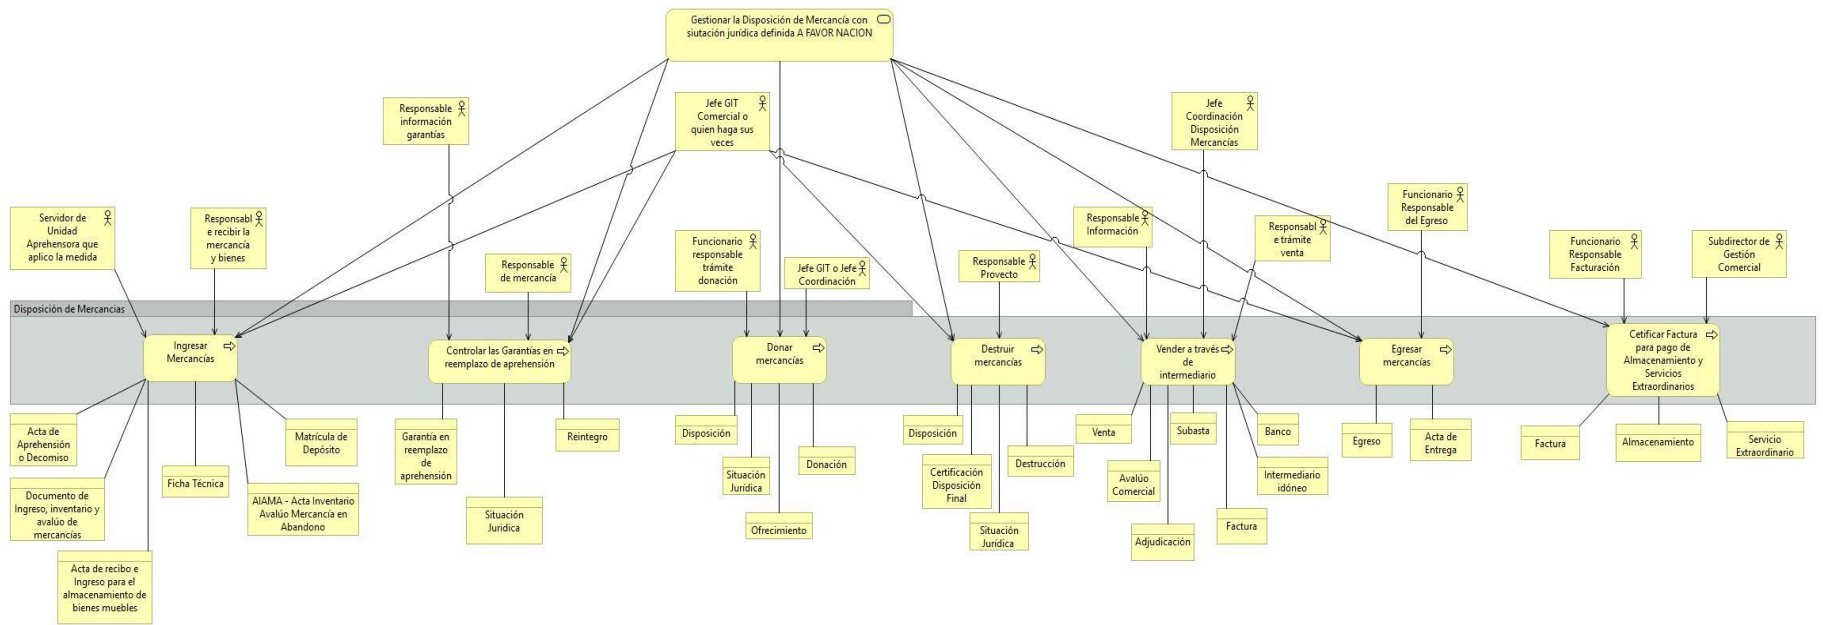 Gestionar la Disposición de Mercancía con
siutación jurídica definida A FAVOR NACION
Responsable
información
garantías
Jefe GIT
Comercial o
quien haga sus
veces
Jefe
Coordinación
Disposición
Mercancías
Servidor de
Unidad
Aprehensora que
aplico la medida
Responsabl
e recibir la
mercancía
y bienes
Responsable
de mercancía
Funcionario
responsable
trámite
donación
Jefe GIT o Jefe
Coordinación
Responsable
Provecto
Responsable
Información
Responsabl
e trámite
venta
Funcionario
Responsable
del Egreso
Funcionario
Responsable
Facturación
Subdirector de
Gestión
Comercial
Disposición de Mercancias
Ingresar
Mercancías
Controlar las Garantías en
reemplazo de aprehensión
Donar
mercancías
Destruir
mercancías
Vender a través
de
intermediario
Egresar
mercancías
Cetificar Factura
para pago de
Almacenamiento y
Servicios
Extraordinarios
Acta de
Aprehensión
o Decomiso
Documento de
Ingreso, inventario y
avalúo de
mercancías
Acta de recibo e
Ingreso para el
almacenamiento de
bienes muebles
Ficha Técnica
AIAMA - Acta Inventario
Avalúo Mercancía en
Abandono
Matrícula de
Depósito
Garantía en
reemplazo
de
aprehensión
Situación
Juridica
Reintegro
Disposición
Situación
Jurídica
Ofrecimiento
Donación
Disposición
Certificación
Disposición
Final
Situación
Jurídica
Destrucción
Venta
Avalúo
Comercial
Adjudicación
Subasta
Factura
Banco
Intermediario
idóneo
Egreso
Acta de
Entrega
Factura
Almacenamiento
Servicio
Extraordinario